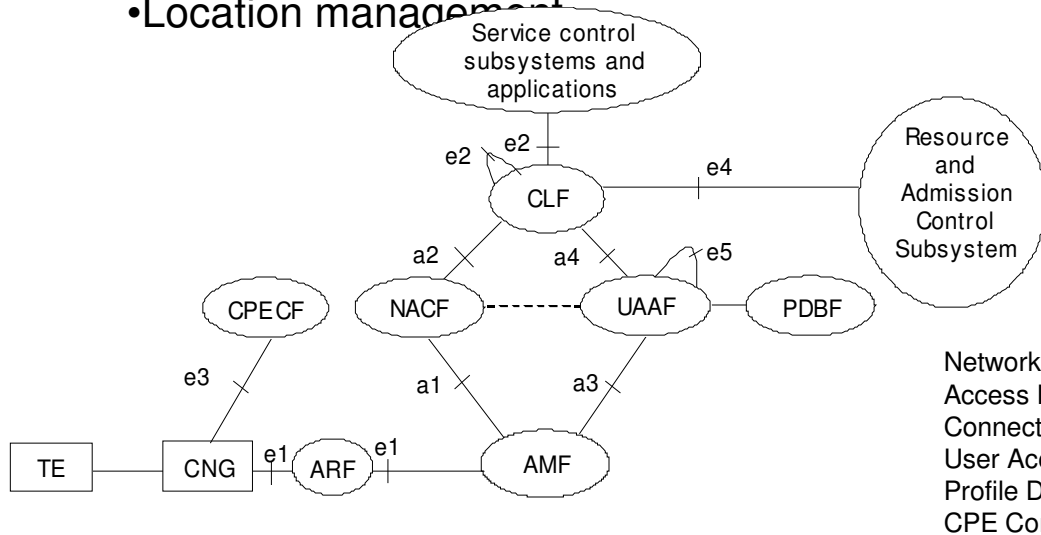 •Location management
Service control
subsystems and
applications
Resource
and
Admission
Control
Subsystem
e2
e2
e4
CLF
a2
a4
e5
CPECF
NACF
UAAF
PDBF
e3
a1
a3
TE
CNG
e1
ARF
e1
AMF
Network
Access
Connect
User Acc
Profile D
CPE Co